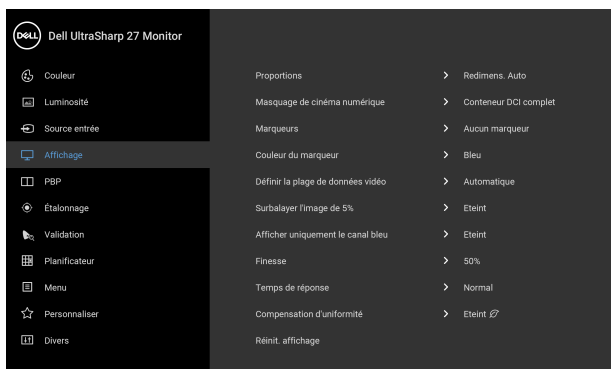 DELL Dell UltraSharp 27 Monitor
Couleur
Luminosité
Source entrée
Affichage
PBP
Étalonnage
Validation
Planificateur
Menu
Personnaliser
Divers
Proportions > Redimens. Auto
Masquage de cinéma numérique > Conteneur DCI complet
Marqueurs > Aucun marqueur
Couleur du marqueur > Bleu
Définir la plage de données vidéo > Automatique
Surbalayer l'image de 5% > Eteint
Afficher uniquement le canal bleu > Eteint
Finesse > 50%
Temps de réponse > Normal
Compensation d'uniformité > Eteint
Réinit. affichage